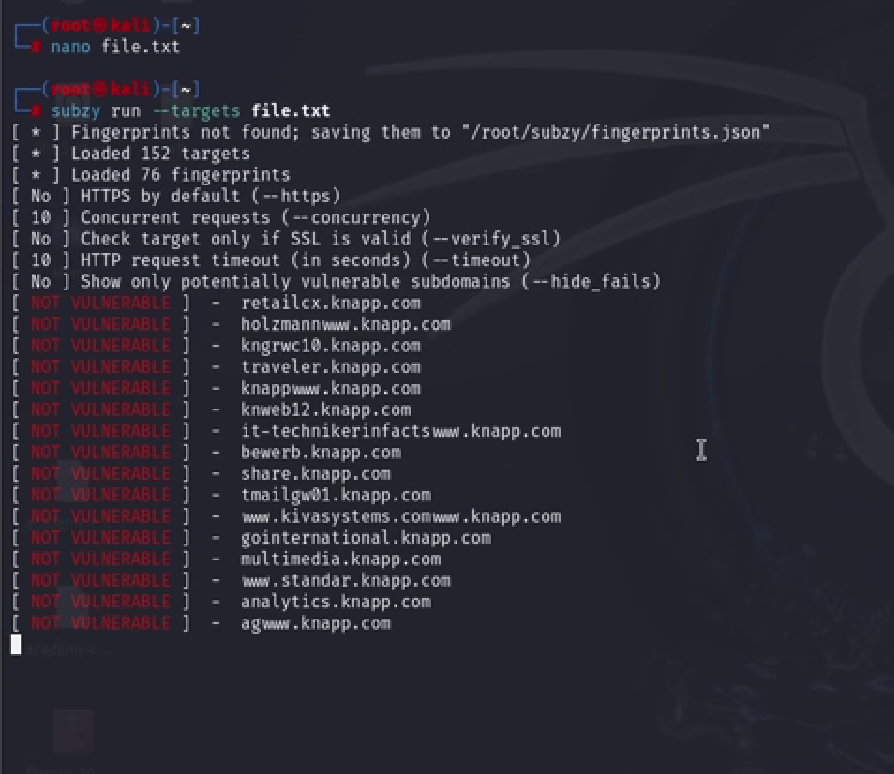 ┌──(root㉿kali)-[~]
└─# nano file.txt
┌──(root㉿kali)-[~]
└─# subzy run --targets file.txt
[ * ] Fingerprints not found; saving them to "/root/subzy/fingerprints.json"
[ * ] Loaded 152 targets
[ * ] Loaded 76 fingerprints
[ No ] HTTPS by default (--https)
[ 10 ] Concurrent requests (--concurrency)
[ No ] Check target only if SSL is valid (--verify_ssl)
[ 10 ] HTTP request timeout (in seconds) (--timeout)
[ No ] Show only potentially vulnerable subdomains (--hide_fails)
[ NOT VULNERABLE ] - retailcx.knapp.com
[ NOT VULNERABLE ] - holzmannwww.knapp.com
[ NOT VULNERABLE ] - kngrwc10.knapp.com
[ NOT VULNERABLE ] - traveler.knapp.com
[ NOT VULNERABLE ] - knappwww.knapp.com
[ NOT VULNERABLE ] - knweb12.knapp.com
[ NOT VULNERABLE ] - it-technikerinfactswww.knapp.com
[ NOT VULNERABLE ] - bewerb.knapp.com
[ NOT VULNERABLE ] - share.knapp.com
[ NOT VULNERABLE ] - tmailgw01.knapp.com
[ NOT VULNERABLE ] - www.kivasystems.comwww.knapp.com
[ NOT VULNERABLE ] - gointernational.knapp.com
[ NOT VULNERABLE ] - multimedia.knapp.com
[ NOT VULNERABLE ] - www.standar.knapp.com
[ NOT VULNERABLE ] - analytics.knapp.com
[ NOT VULNERABLE ] - agwww.knapp.com